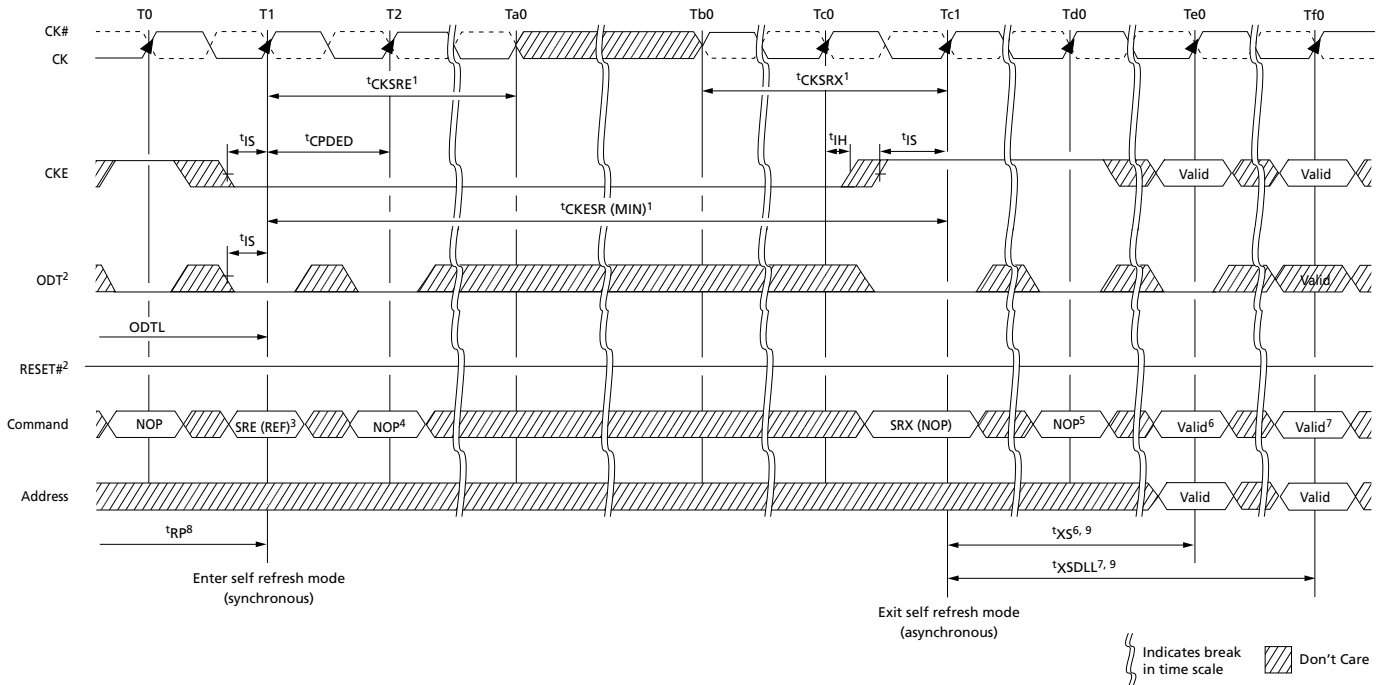 T0 T1 T2 Ta0 Tb0 Tc0 Tc1 Td0 Te0 Tf0
CK#
CK
tCKSRE1 tCKSRX1
tIS tCPDED tIH tIS
CKE Valid Valid
tCKESR (MIN)1
tIS
ODT2 Valid
ODTL
RESET#2
Command NOP SRE (REF)3 NOP4 SRX (NOP) NOP5 Valid6 Valid7
Address Valid Valid
tRP8 tXS6, 9
Enter self refresh mode
(synchronous)
tXSDLL7, 9
Exit self refresh mode
(asynchronous)
Indicates break
in time scale
Don't Care